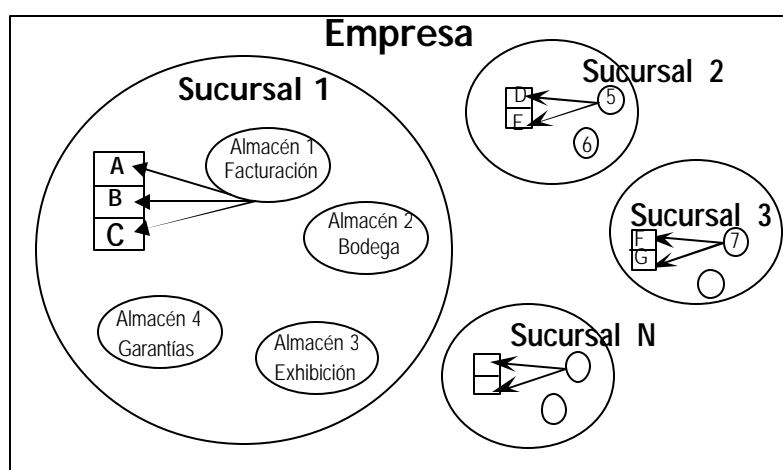 Empresa
Sucursal 1
A
B
C
Almacén 1
Facturación
Almacén 2
Bodega
Almacén 4
Garantías
Almacén 3
Exhibición
Sucursal 2
D
E
5
6
Sucursal 3
F
G
7
Sucursal N